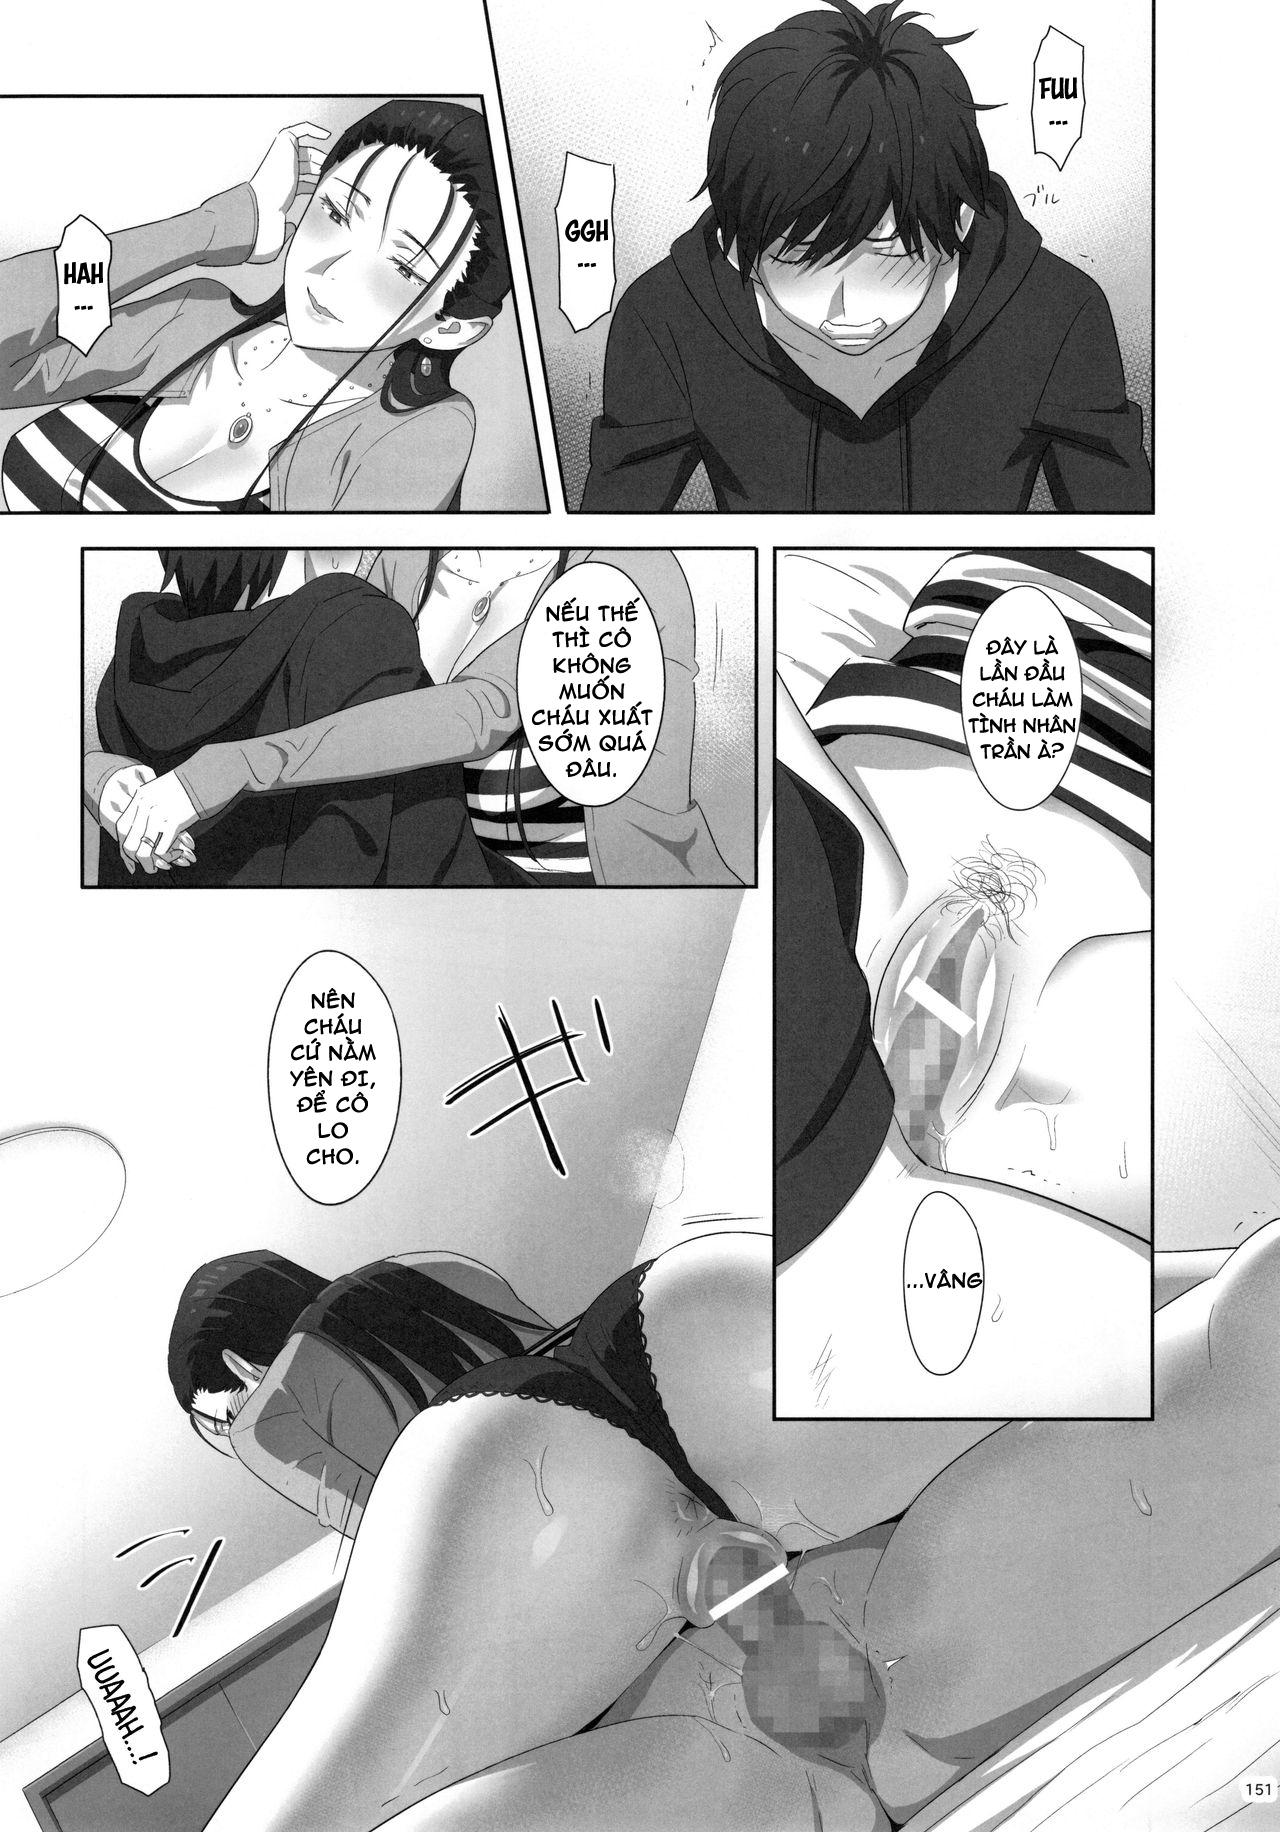 FUU
...
ブル
GGH
...
HAH
...
ĐÂY LÀ
LẦN ĐẦU
CHÁU LÀM
TÌNH NHÂN
TRẦN À?
...VÂNG
NẾU THẾ
THÌ CÔ
KHÔNG
MUỐN
CHÁU XUẤT
SỚM QUÁ
ĐÂU.
NÊN
CHÁU
CỨ NẰM
YÊN ĐI,
ĐỂ CÔ
LO
CHO.
ギシ
UUAAAH...!
151